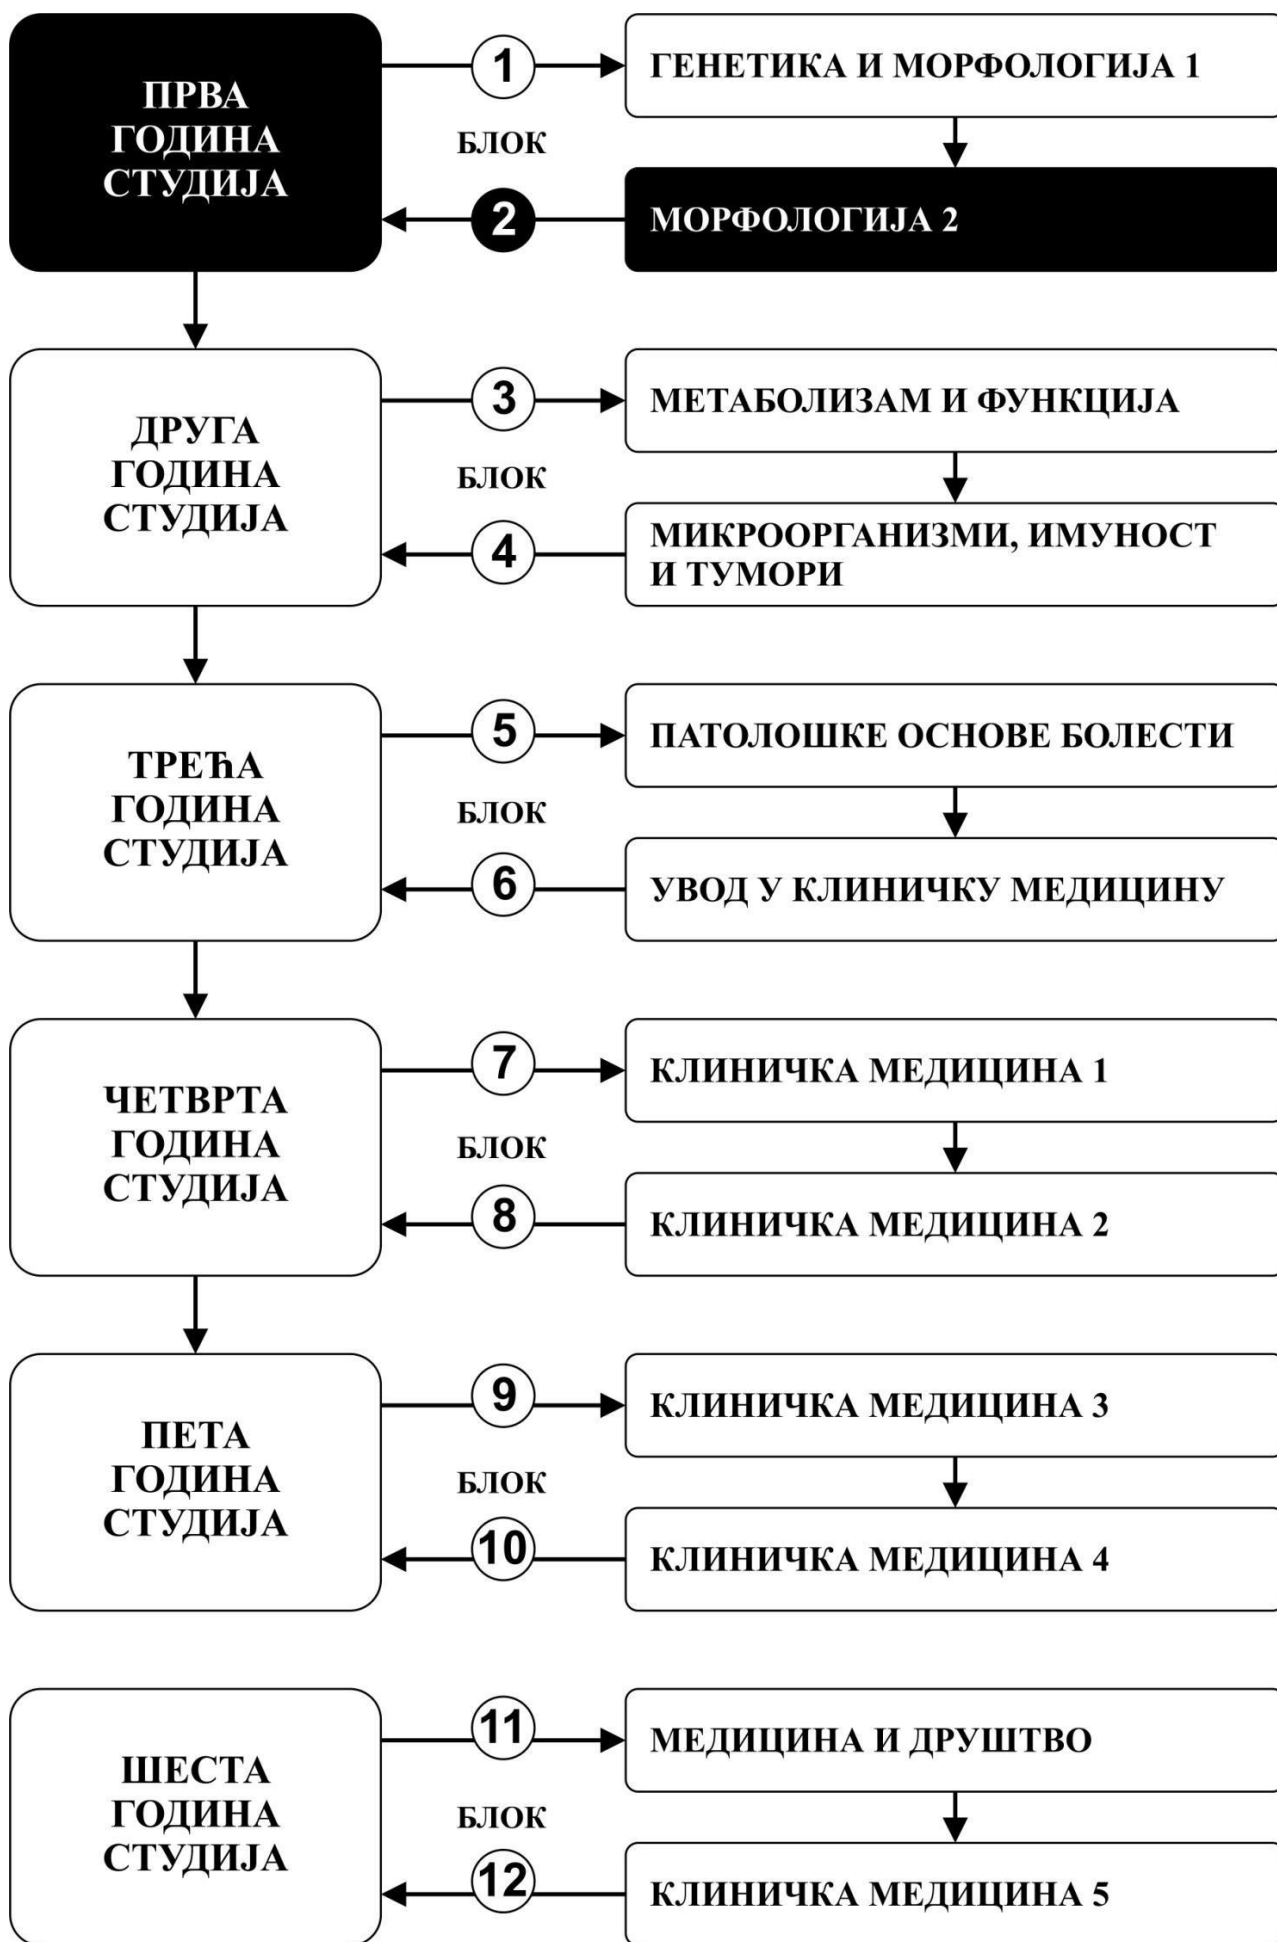 ПРВА
ГОДИНА
СТУДИЈА
1
ГЕНЕТИКА И МОРФОЛОГИЈА 1
БЛОК
2
МОРФОЛОГИЈА 2
ДРУГА
ГОДИНА
СТУДИЈА
3
МЕТАБОЛИЗАМ И ФУНКЦИЈА
БЛОК
4
МИКРООРГАНИЗМИ, ИМУНОСТ
И ТУМОРИ
ТРЕЋА
ГОДИНА
СТУДИЈА
5
ПАТОЛОШКЕ ОСНОВЕ БОЛЕСТИ
БЛОК
6
УВОД У КЛИНИЧКУ МЕДИЦИНУ
ЧЕТВРТА
ГОДИНА
СТУДИЈА
7
КЛИНИЧКА МЕДИЦИНА 1
БЛОК
8
КЛИНИЧКА МЕДИЦИНА 2
ПЕТА
ГОДИНА
СТУДИЈА
9
КЛИНИЧКА МЕДИЦИНА 3
БЛОК
10
КЛИНИЧКА МЕДИЦИНА 4
ШЕСТА
ГОДИНА
СТУДИЈА
11
МЕДИЦИНА И ДРУШТВО
БЛОК
12
КЛИНИЧКА МЕДИЦИНА 5